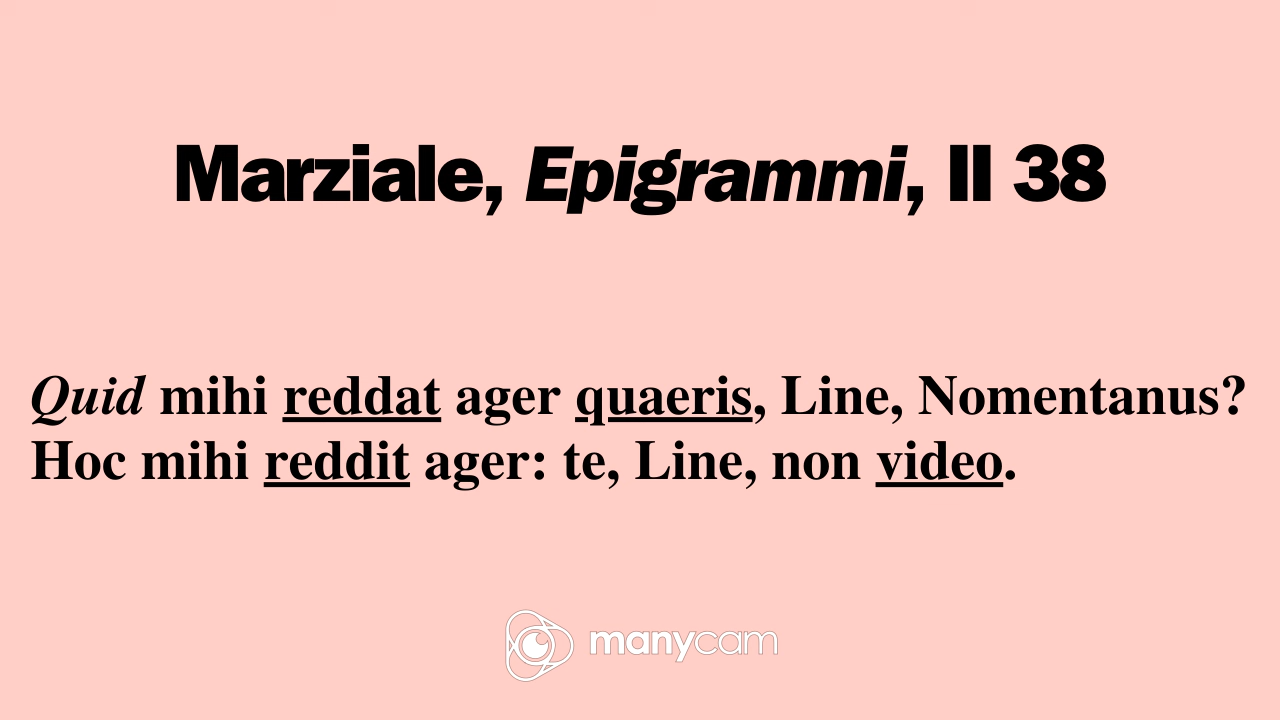 Marziale, Epigrammi, II 38
Quid mihi reddat ager quaeris, Line, Nomentanus?
Hoc mihi reddit ager: te, Line, non video.
manycam